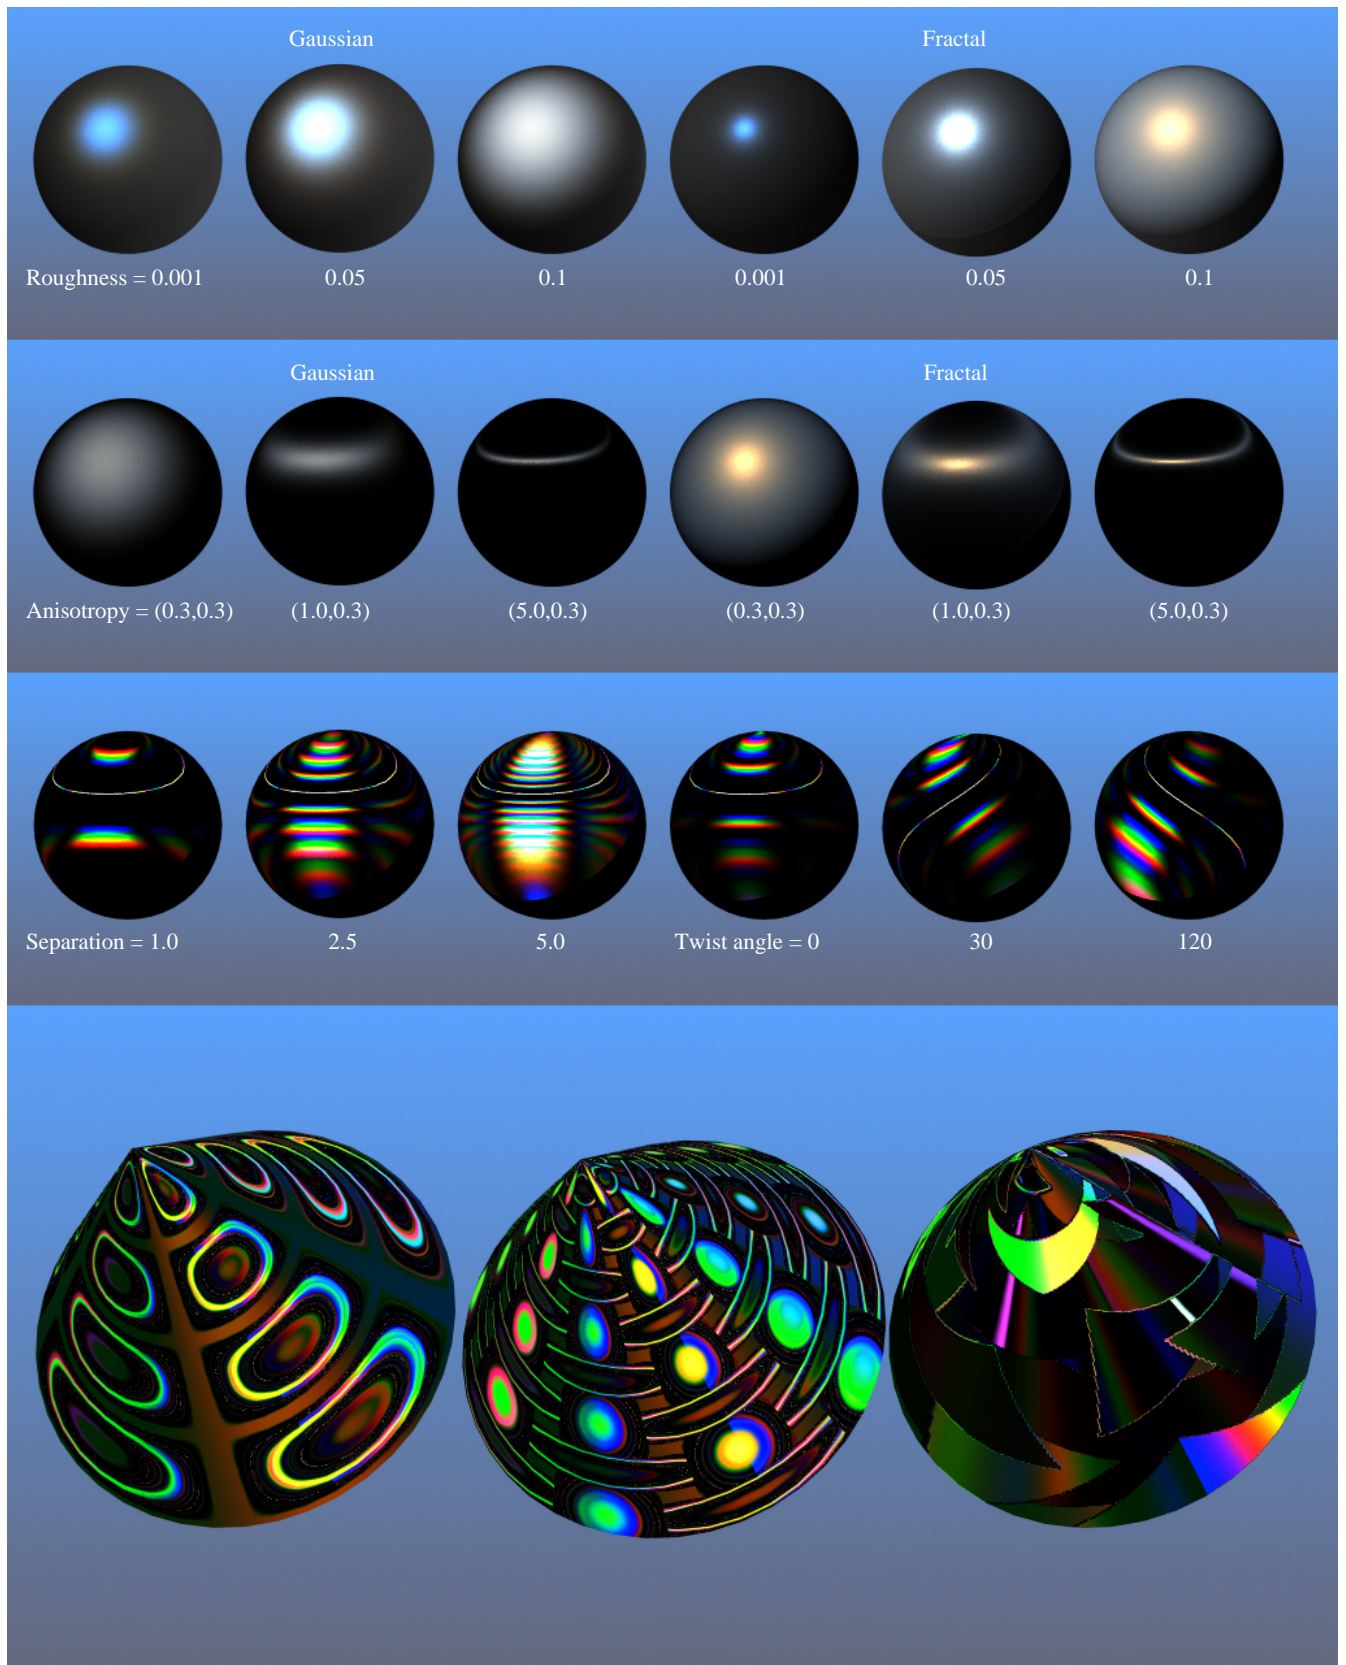 Gaussian Fractal
Roughness = 0.001 0.05 0.1 0.001 0.05 0.1
Gaussian Fractal
Anisotropy = (0.3,0.3) (1.0,0.3) (5.0,0.3) (0.3,0.3) (1.0,0.3) (5.0,0.3)
Separation = 1.0 2.5 5.0 Twist angle = 0 30 120